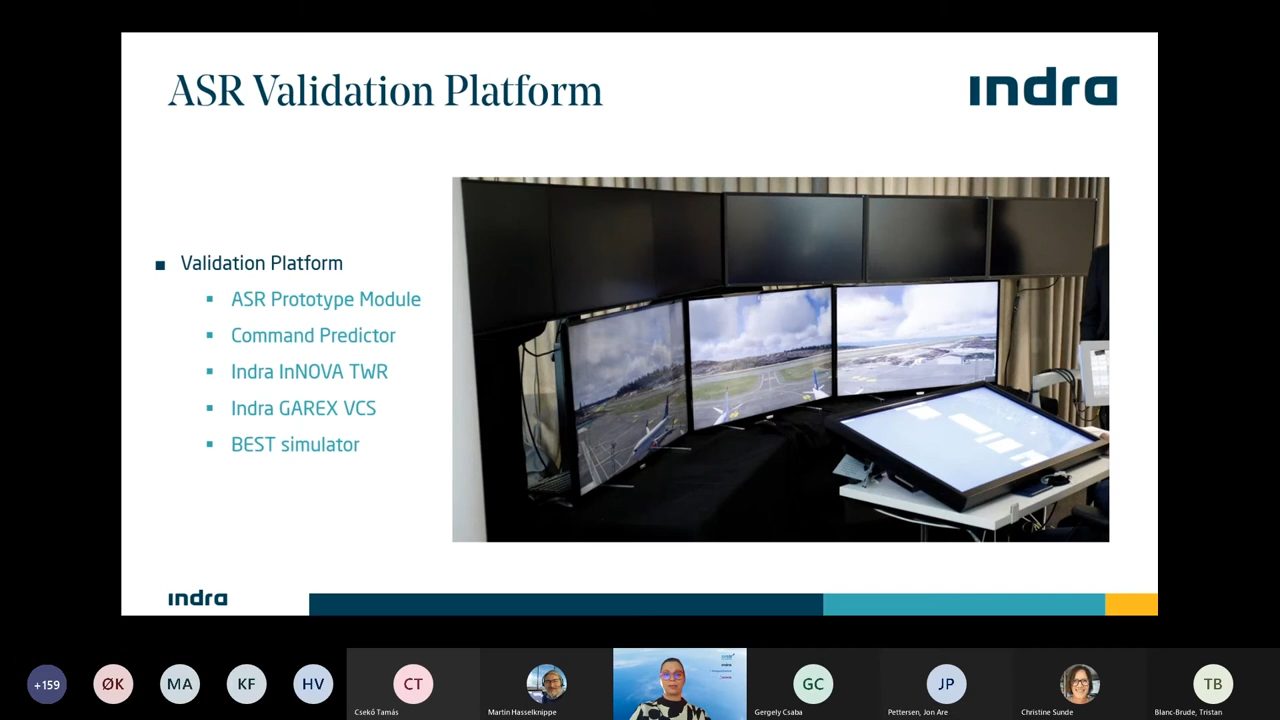 ASR Validation Platform
indra
Validation Platform
ASR Prototype Module
Command Predictor
Indra InNOVA TWR
Indra GAREX VCS
BEST simulator
indra
+159
ØK
MA
KF
HV
CT
GC
JP
TB
Csekő Tamás
Martin Hasselknippe
Gergely Csaba
Pettersen, Jon Are
Christine Sunde
Blanc-Brude, Tristan